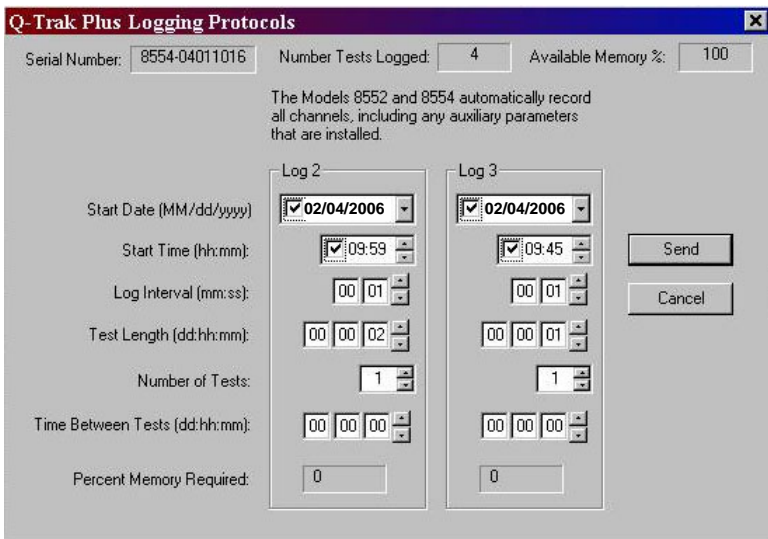 Q-Trak Plus Logging Protocols
Serial Number: 8554-04011016 Number Tests Logged: 4 Available Memory %: 100
The Models 8552 and 8554 automatically record
all channels, including any auxiliary parameters
that are installed.
Log 2 Log 3
Start Date (MM/dd/yyyy) 02/04/2006 02/04/2006
Start Time (hh:mm): 09:59 09:45 Send
Log Interval (mm:ss): 00 01 00 01 Cancel
Test Length (dd:hh:mm): 00 00 02 00 00 01
Number of Tests: 1 1
Time Between Tests (dd:hh:mm): 00 00 00 00 00 00
Percent Memory Required: 0 0